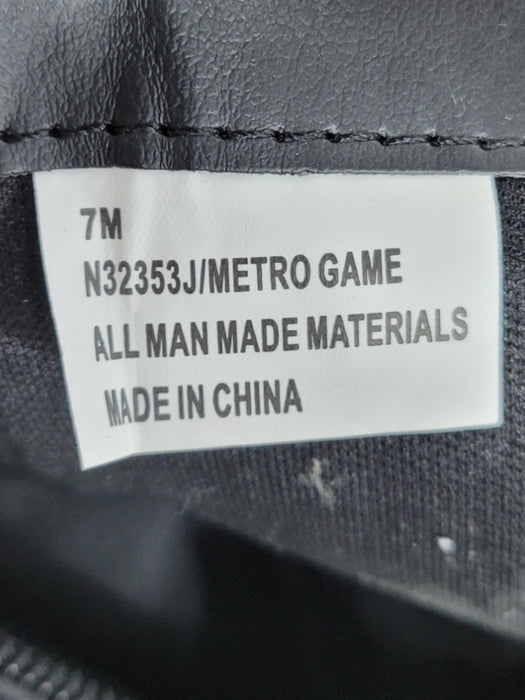 7M
N32353J/METRO GAME
ALL MAN MADE MATERIALS
MADE IN CHINA